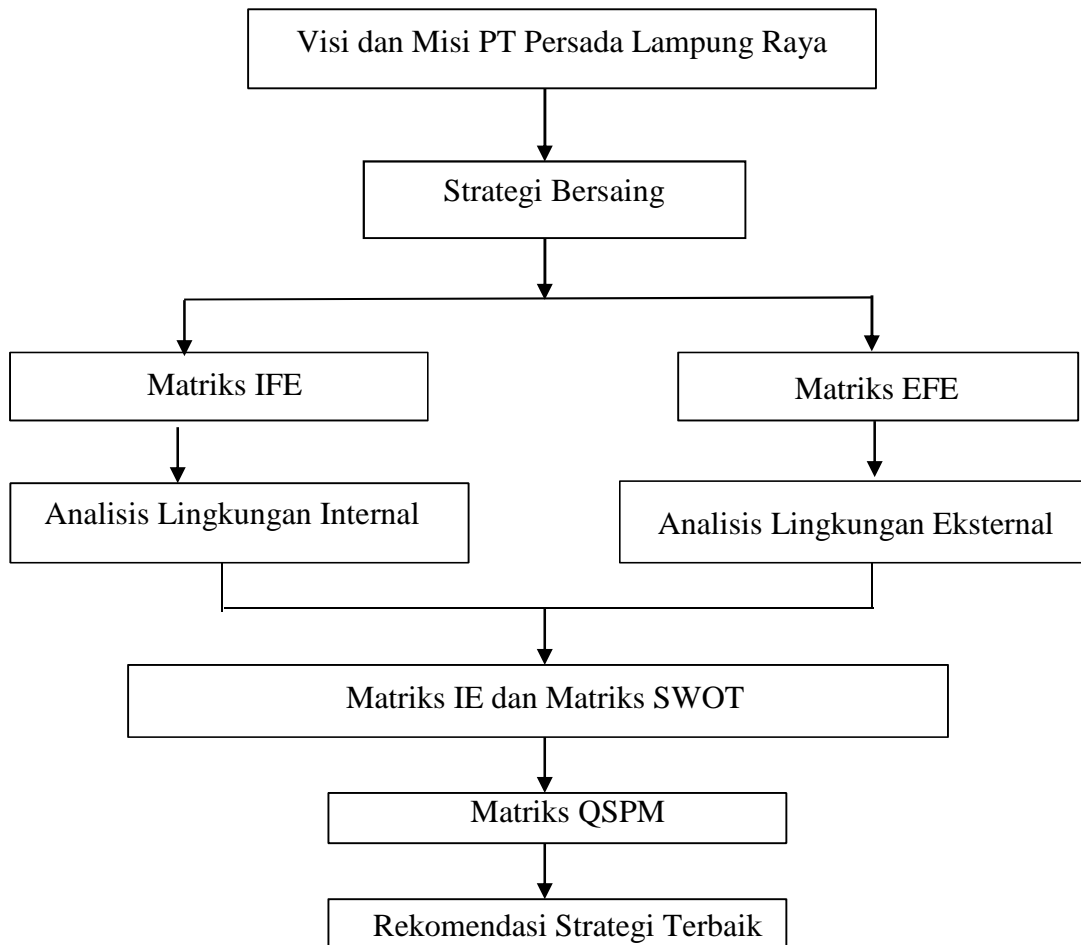 Visi dan Misi PT Persada Lampung Raya
Strategi Bersaing
Matriks IFE
Matriks EFE
Analisis Lingkungan Internal
Analisis Lingkungan Eksternal
Matriks IE dan Matriks SWOT
Matriks QSPM
Rekomendasi Strategi Terbaik